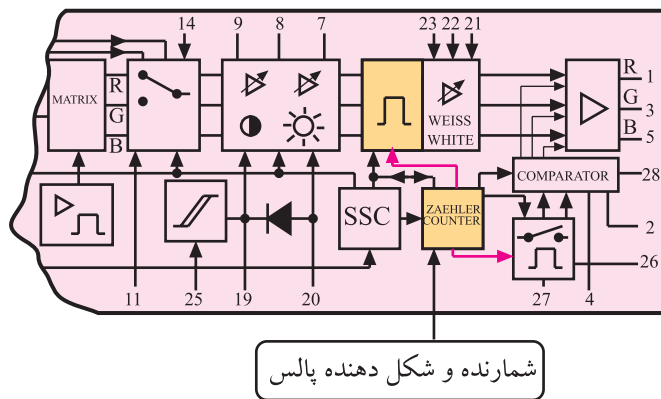 14 9 8 7 23 22 21
MATRIX
R
G
B
WEISS
WHITE
R 1
G 3
B 5
COMPARATOR 28
SSC
ZAEHLER
COUNTER
2
26
11 25 19 20 27 4
شمارنده و شکل دهنده پالس